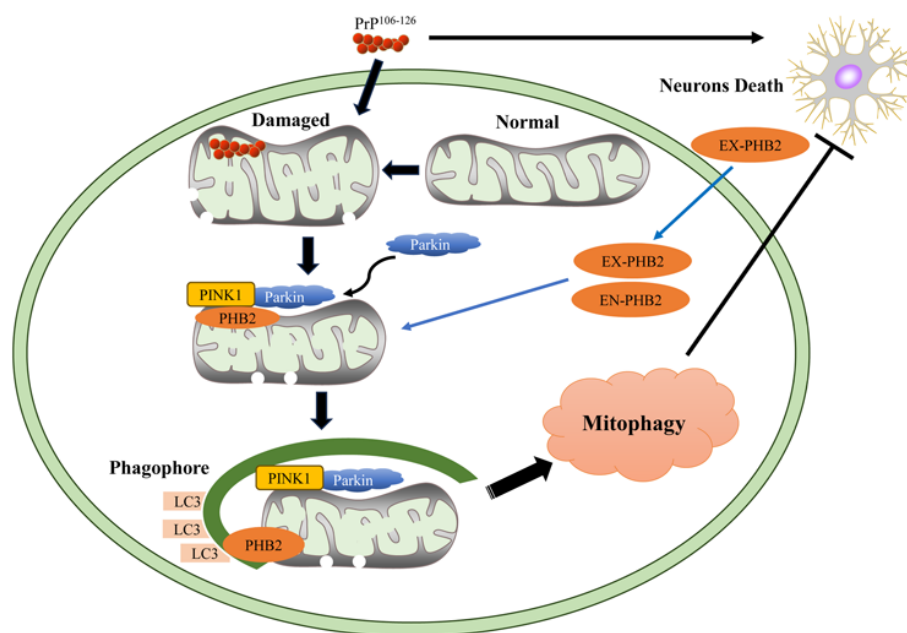 PrP106-126
Neurons Death
Damaged
Normal
EX-PHB2
Parkin
EX-PHB2
PINK1
Parkin
EN-PHB2
PHB2
Mitophagy
Phagophore
PINK1
Parkin
LC3
LC3
LC3
PHB2